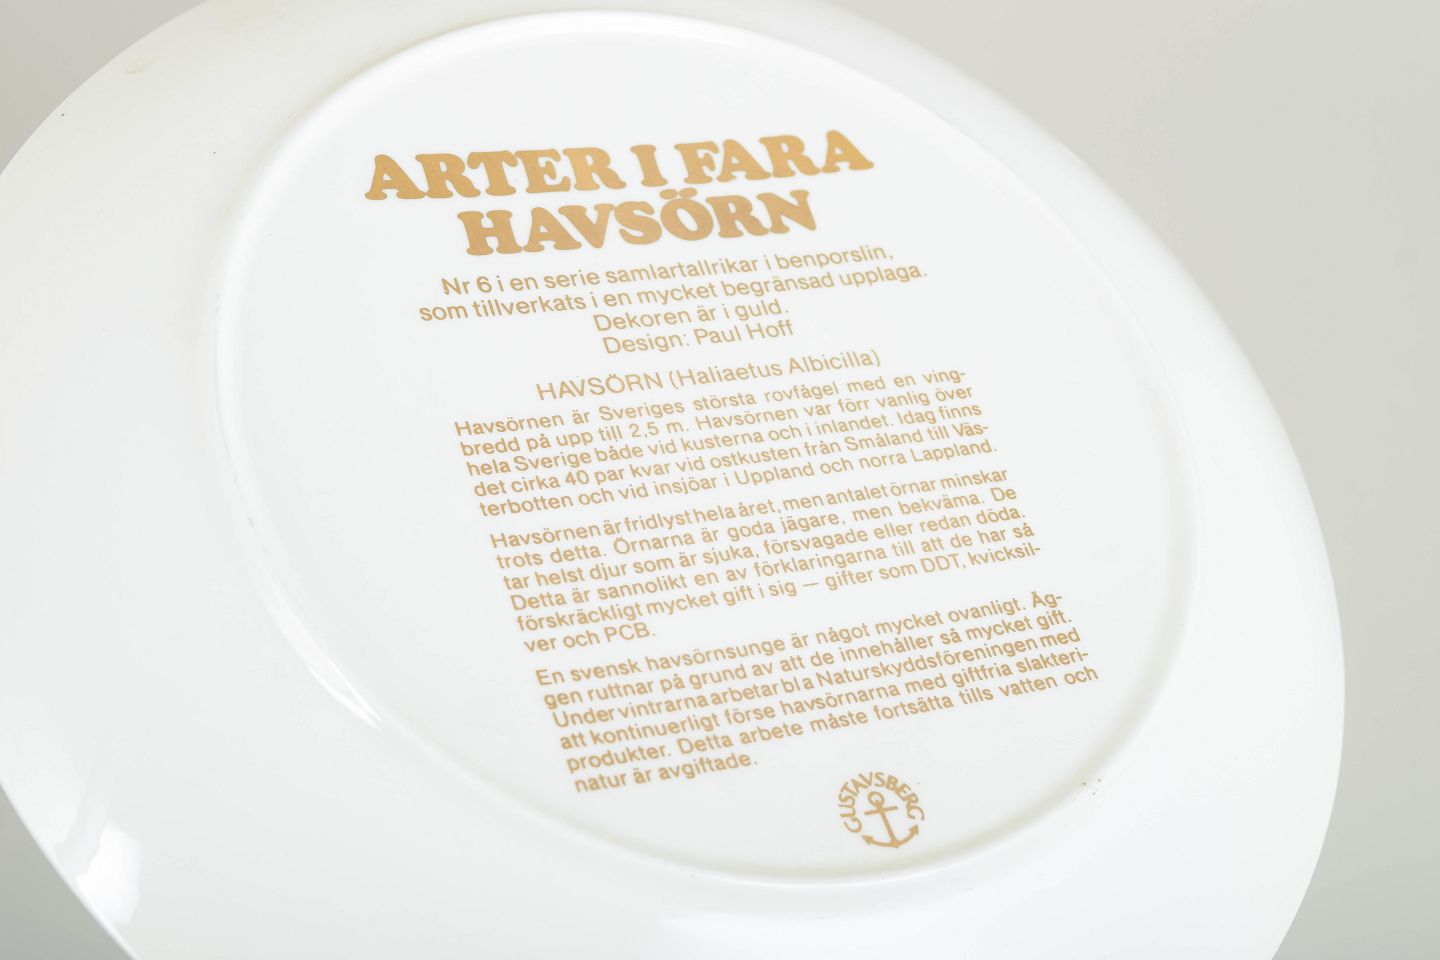 ARTER I FARA
HAVSÖRN
Nr 6 i en serie samlartallrikar i benporslin,
som tillverkats i en mycket begränsad upplaga.
Dekoren är i guld.
Design: Paul Hoff
HAVSÖRN (Haliaetus Albicilla)
Havsörnen är Sveriges största rovfågel med en ving-
bredd på upp till 2,5 m. Havsörnen var förr vanlig över
hela Sverige både vid kusterna och i inlandet. Idag finns
det cirka 40 par kvar vid ostkusten från Småland till Väs-
terbotten och vid insjöar i Uppland och norra Lappland.
Havsörnen är fridlyst hela året, men antalet örnar minskar
trots detta. Örnarna är goda jägare, men bekväma. De
tar helst djur som är sjuka, försvagade eller redan döda.
Detta är sannolikt en av förklaringarna till att de har så
förskräckligt mycket gift i sig — gifter som DDT, kvicksil-
ver och PCB.
En svensk havsörnsunge är något mycket ovanligt. Äg-
gen ruttnar på grund av att de innehåller så mycket gift.
Under vintrarna arbetar bl a Naturskyddsföreningen med
att kontinuerligt förse havsörnarna med giftfria slakteri-
produkter. Detta arbete måste fortsätta tills vatten och
natur är avgiftade.
GUSTAVSBERG